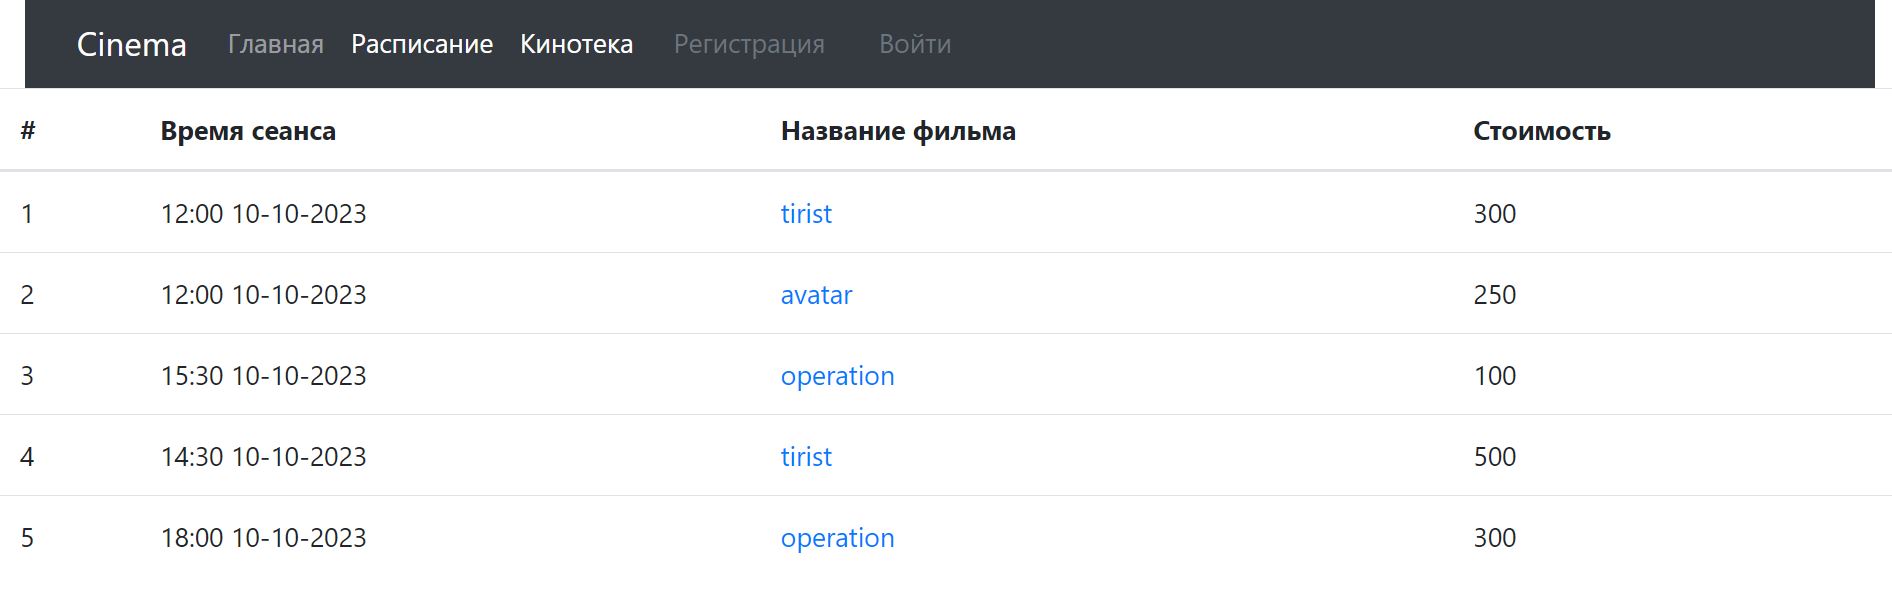 Cinema Главная Расписание Кинотека Регистрация Войти
# Время сеанса Название фильма Стоимость
1 12:00 10-10-2023 tirist 300
2 12:00 10-10-2023 avatar 250
3 15:30 10-10-2023 operation 100
4 14:30 10-10-2023 tirist 500
5 18:00 10-10-2023 operation 300